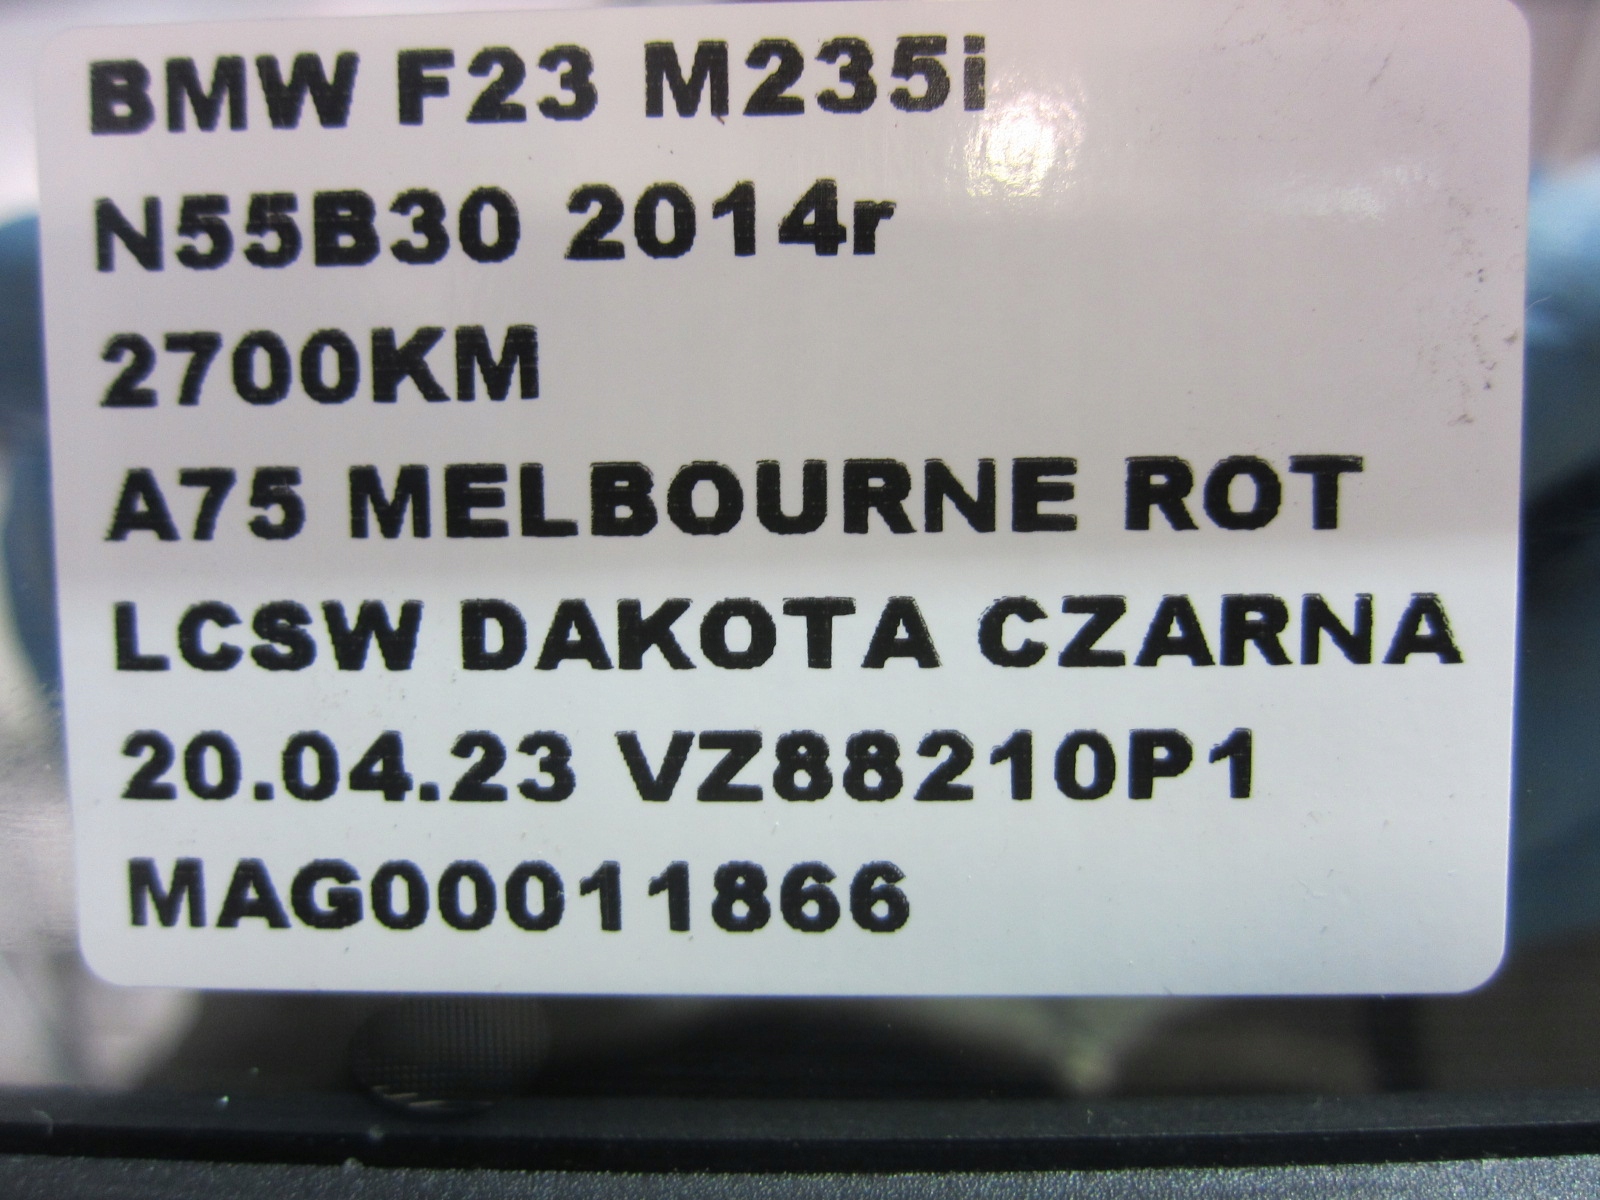 BMW F23 M235i
N55B30 2014r
2700KM
A75 MELBOURNE ROT
LCSW DAKOTA CZARNA
20.04.23 VZ88210P1
MAG00011866